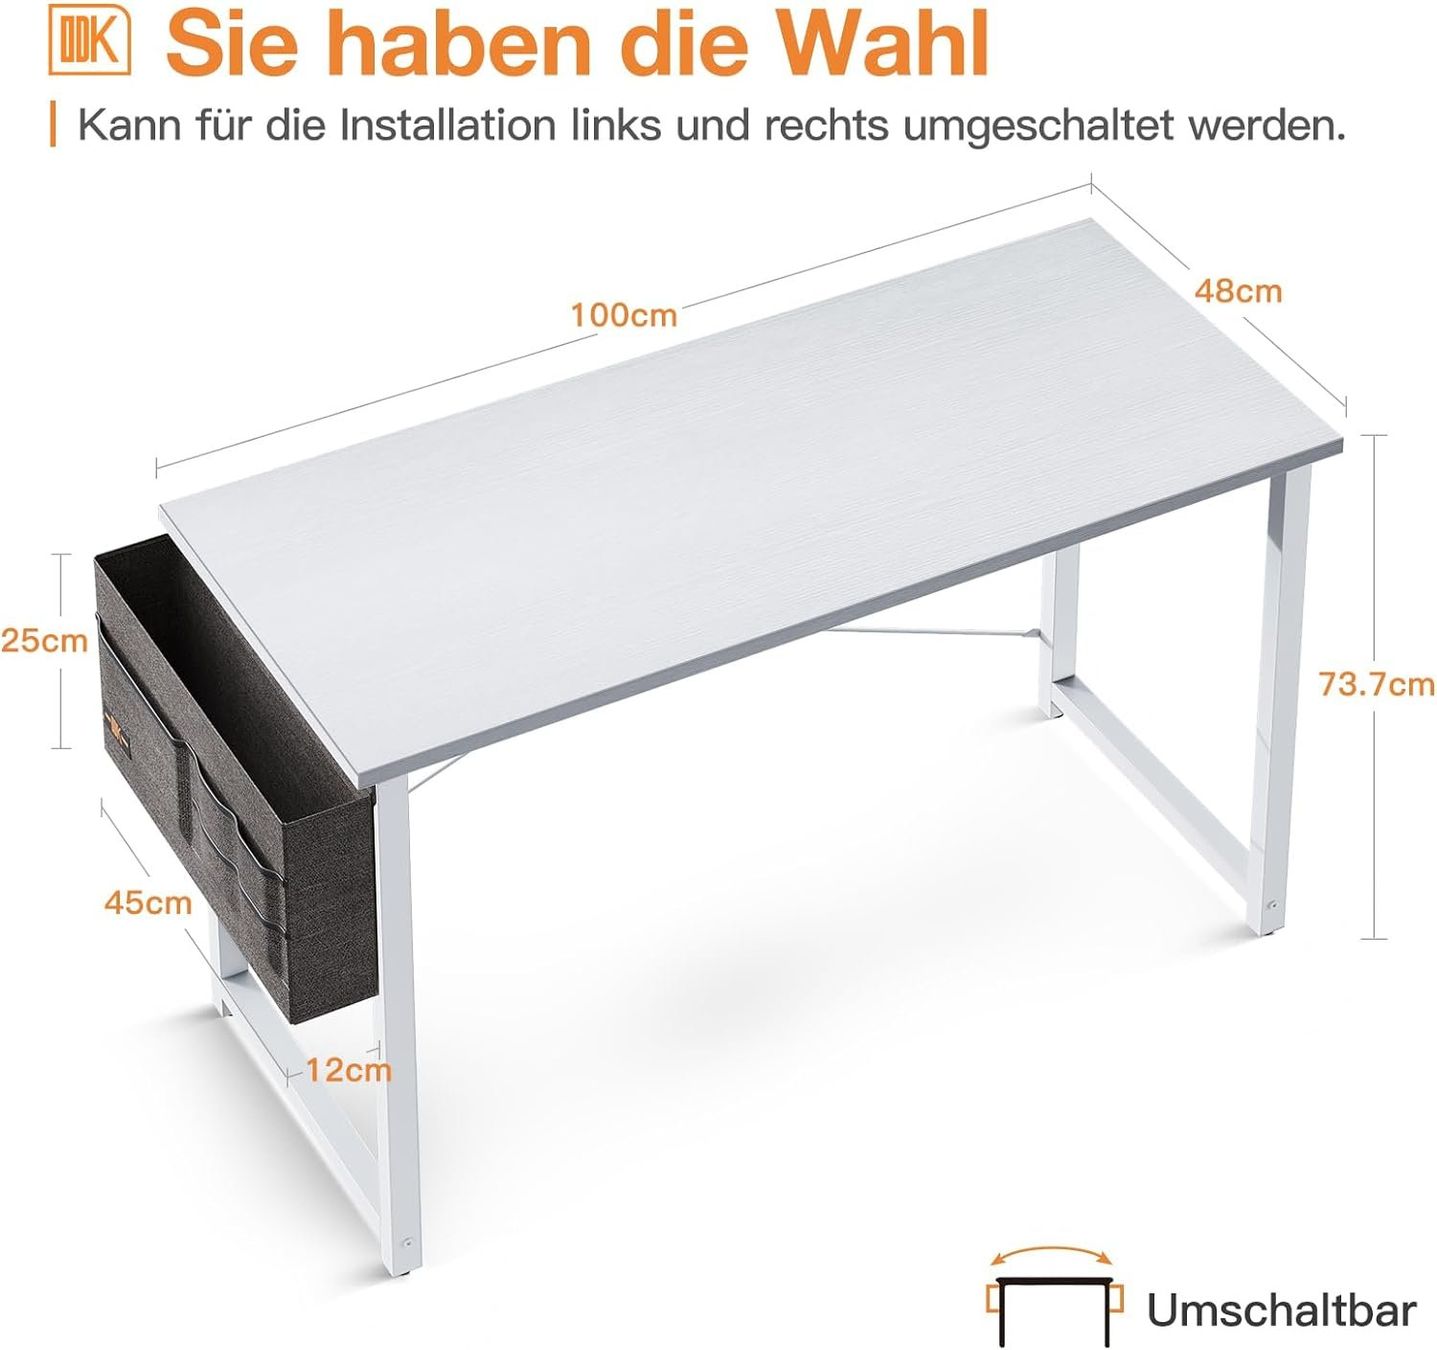 ODK Sie haben die Wahl
Kann für die Installation links und rechts umgeschaltet werden.
100cm
48cm
25cm
73.7cm
ODK
45cm
12cm
Umschaltbar